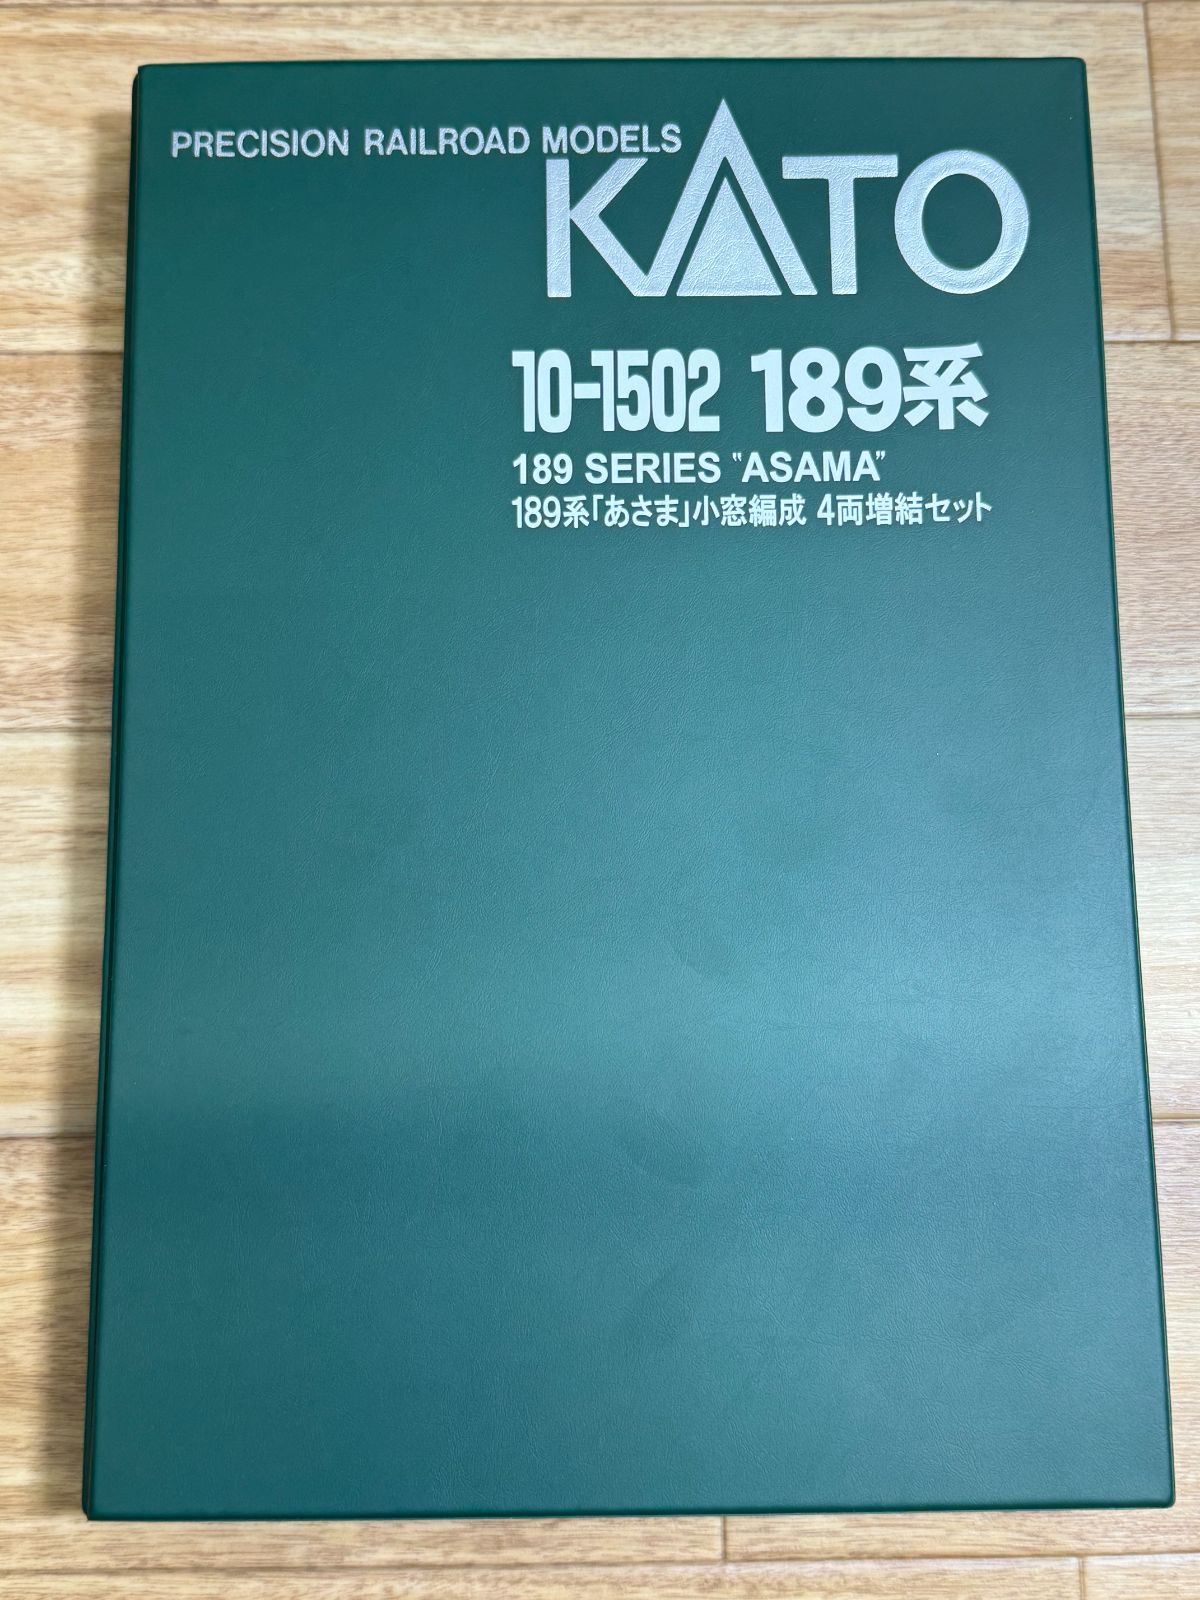 PRECISION RAILROAD MODELS
KATO
10-1502 189系
189 SERIES "ASAMA"
189系「あさま」小窓編成 4両増結セット